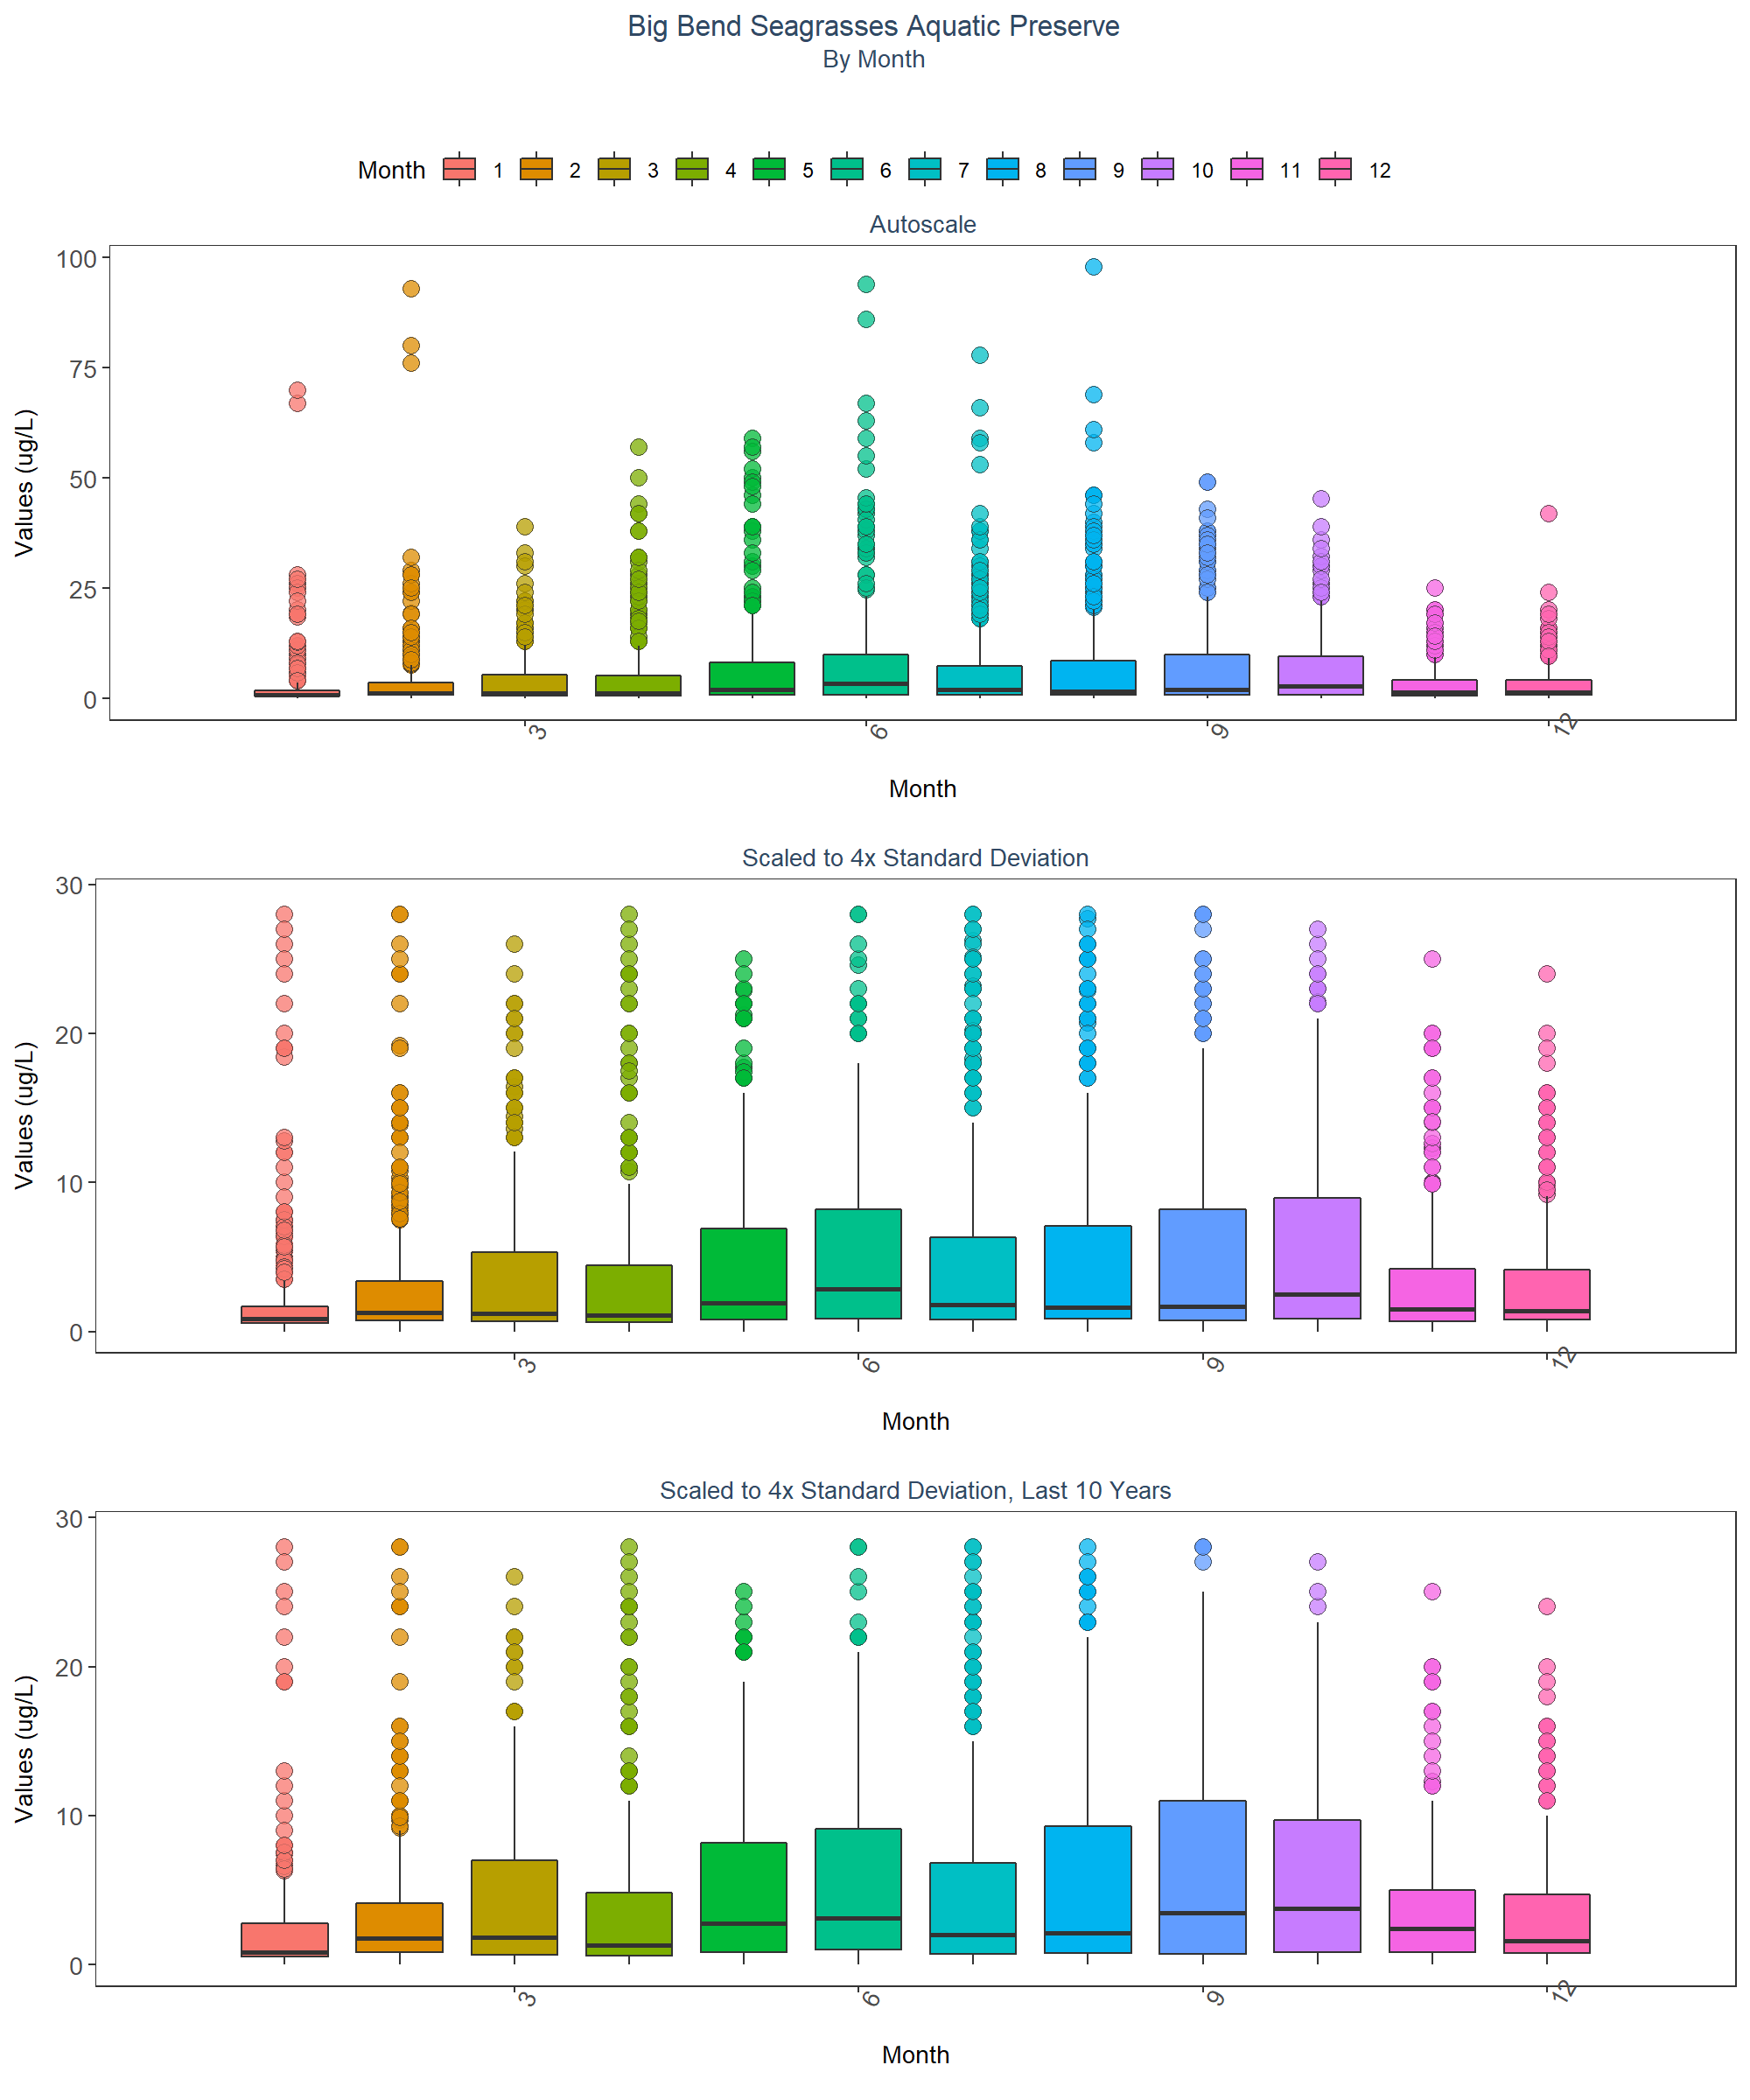 Big Bend Seagrasses Aquatic Preserve
By Month
Month 1 2 3 4 5 6 7 8 9 10 11 12
Autoscale
100
75
50
25
0
Values (ug/L)
3 6 9 12
Month
Scaled to 4x Standard Deviation
30
20
10
0
Values (ug/L)
3 6 9 12
Month
Scaled to 4x Standard Deviation, Last 10 Years
30
20
10
0
Values (ug/L)
3 6 9 12
Month